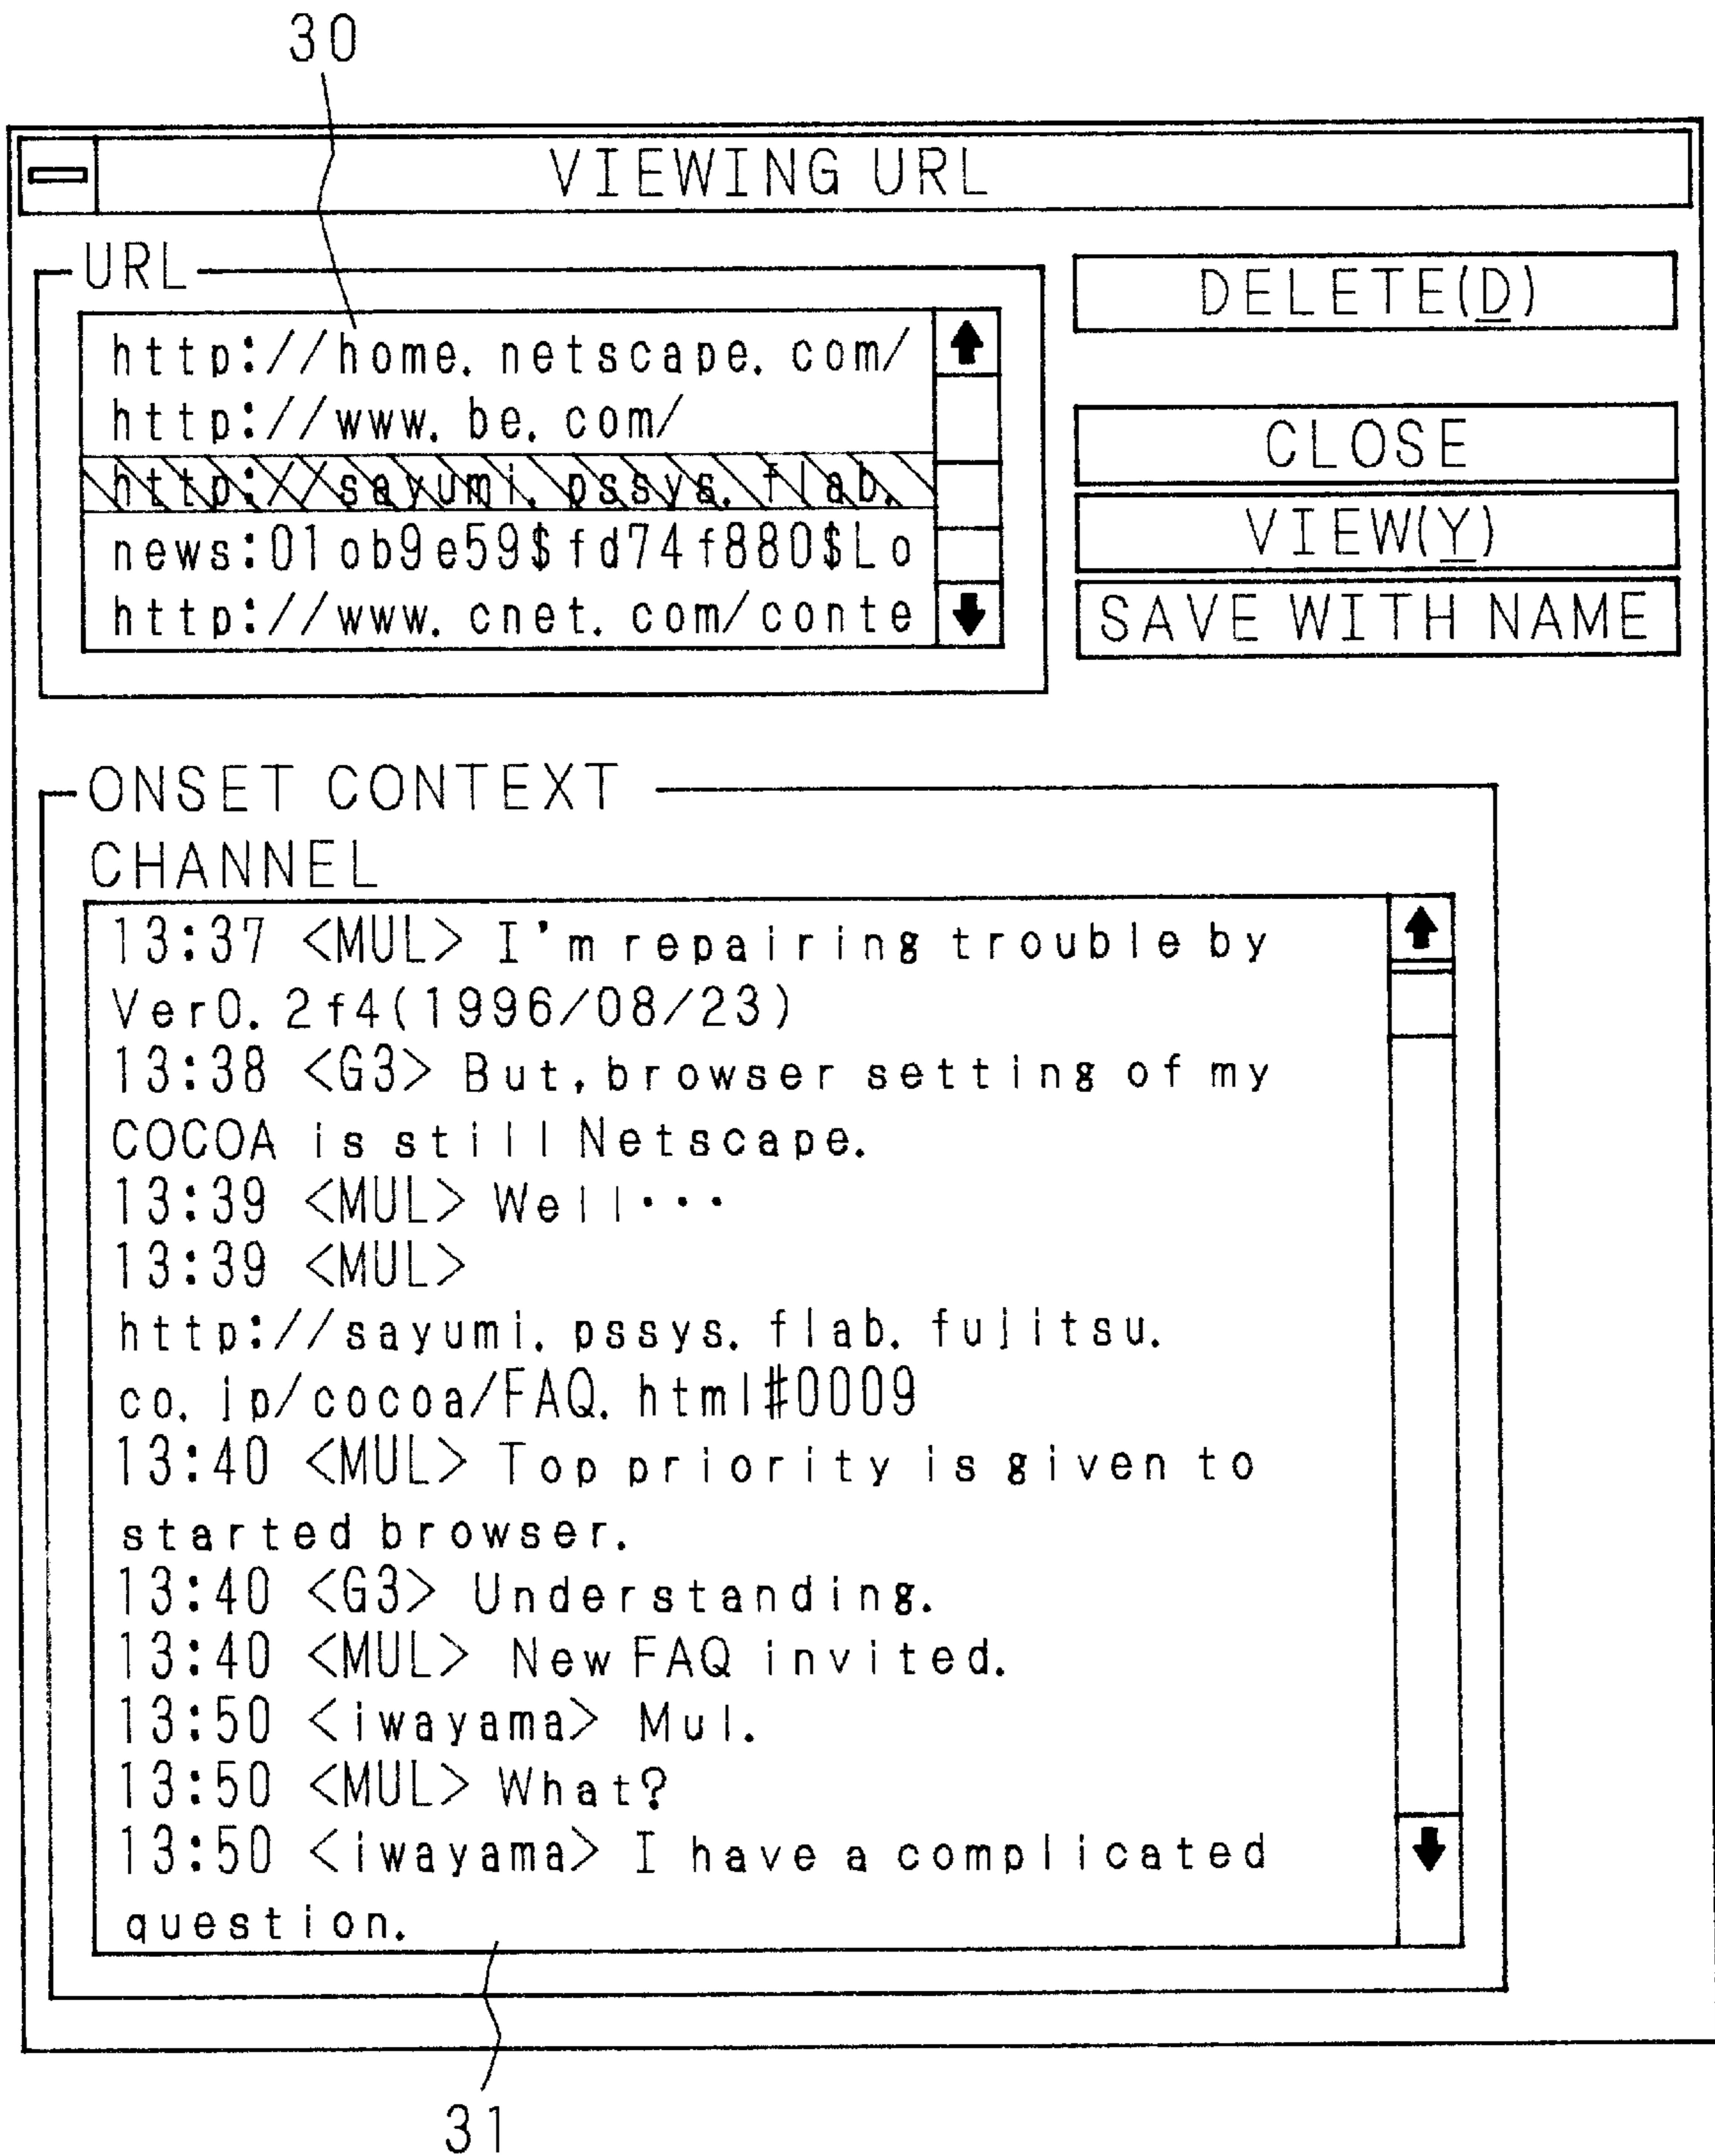 30
VIEWING URL
URL
http://home.netscape.com/
http://www.be.com/
http://sayumi.pssys.flab.
news:01ob9e59$fd74f880$Lo
http://www.cnet.com/conte
DELETE(D)
CLOSE
VIEW(Y)
SAVE WITH NAME
ONSET CONTEXT
CHANNEL
13:37 <MUL> I'm repairing trouble by
Ver0.2f4(1996/08/23)
13:38 <G3> But,browser setting of my
COCOA is still Netscape.
13:39 <MUL> Well···
13:39 <MUL>
http://sayumi.pssys.flab.fujitsu.
co.jp/cocoa/FAQ.html#0009
13:40 <MUL> Top priority is given to
started browser.
13:40 <G3> Understanding.
13:40 <MUL> New FAQ invited.
13:50 <iwayama> Mul.
13:50 <MUL> What?
13:50 <iwayama> I have a complicated
question.
31